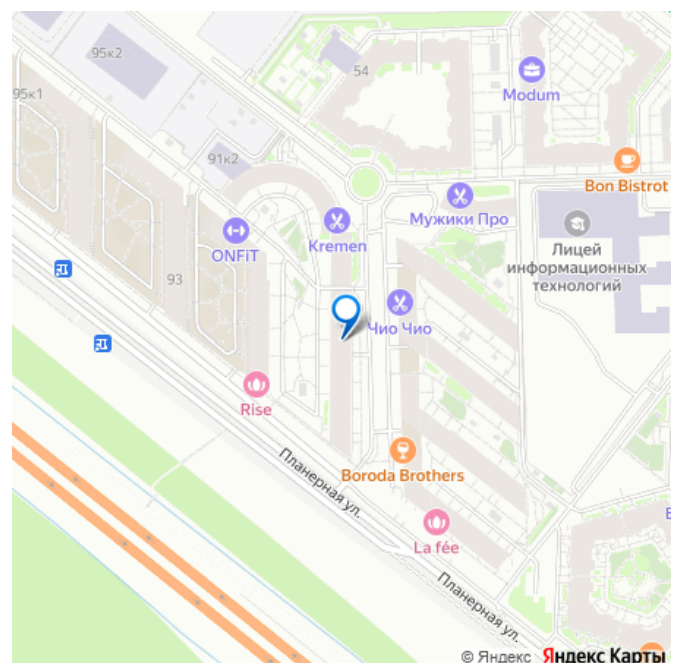 95к2
54
Modum
95к1
91к2
Bon Bistrot
Мужики Про
Kremen
ONFiT
Лицей
информационных
технологий
93
Чио Чио
Rise
Планерная ул.
Boroda Brothers
La fée
Планерная ул.
© Яндекс Яндекс Карты